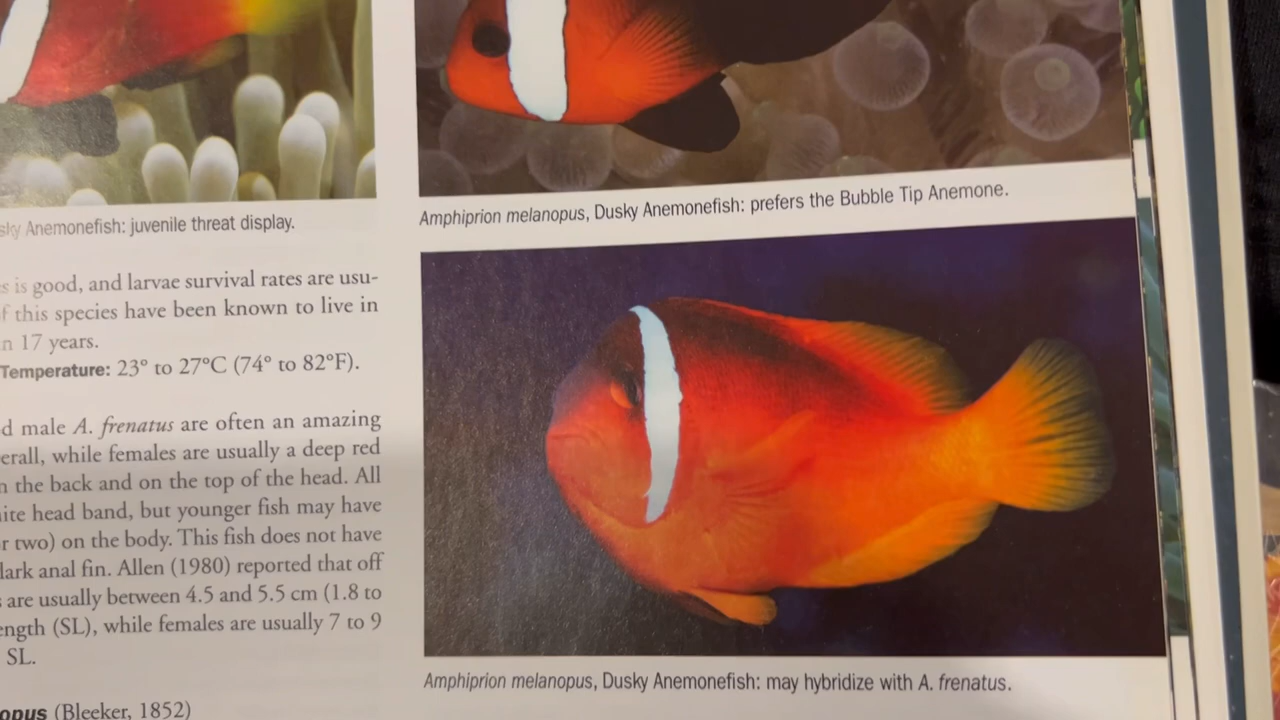 sky Anemonefish: juvenile threat display.
s is good, and larvae survival rates are usu-
f this species have been known to live in
n 17 years.
Temperature: 23° to 27°C (74° to 82°F).
d male A. frenatus are often an amazing
erall, while females are usually a deep red
n the back and on the top of the head. All
ite head band, but younger fish may have
r two) on the body. This fish does not have
lark anal fin. Allen (1980) reported that off
s are usually between 4.5 and 5.5 cm (1.8 to
ength (SL), while females are usually 7 to 9
SL.
opus (Bleeker, 1852)
Amphiprion melanopus, Dusky Anemonefish: prefers the Bubble Tip Anemone.
Amphiprion melanopus, Dusky Anemonefish: may hybridize with A. frenatus.